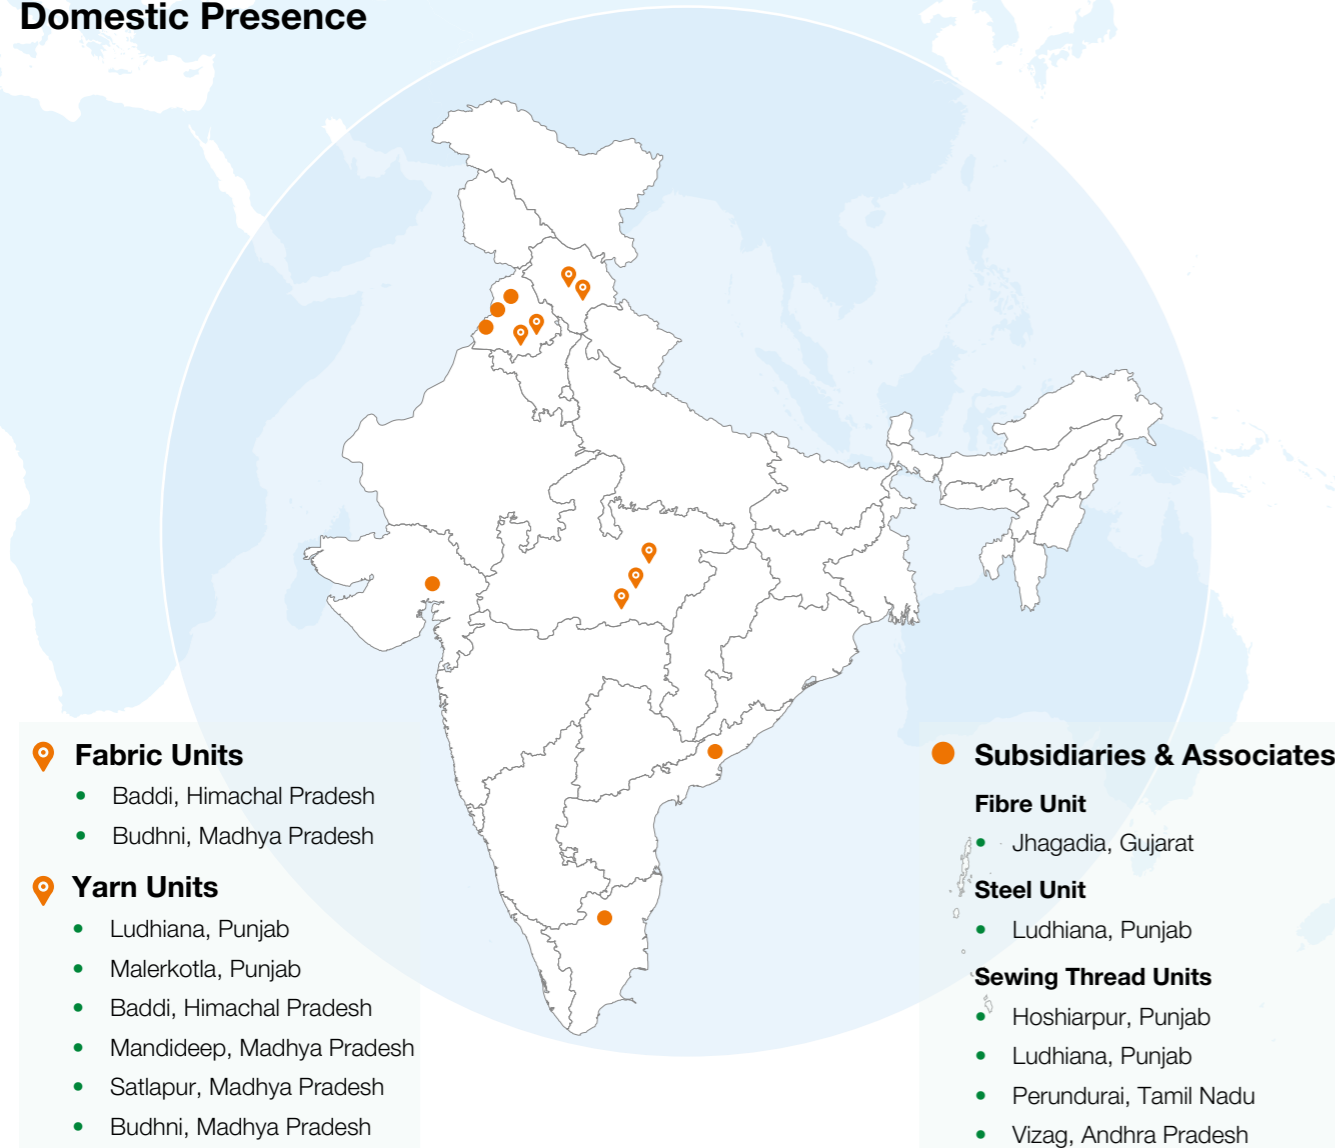 Domestic Presence
Fabric Units
Baddi, Himachal Pradesh
Budhni, Madhya Pradesh
Yarn Units
Ludhiana, Punjab
Malerkotla, Punjab
Baddi, Himachal Pradesh
Mandideep, Madhya Pradesh
Satlapur, Madhya Pradesh
Budhni, Madhya Pradesh
Subsidiaries & Associates
Fibre Unit
Jhagadia, Gujarat
Steel Unit
Ludhiana, Punjab
Sewing Thread Units
Hoshiarpur, Punjab
Ludhiana, Punjab
Perundurai, Tamil Nadu
Vizag, Andhra Pradesh